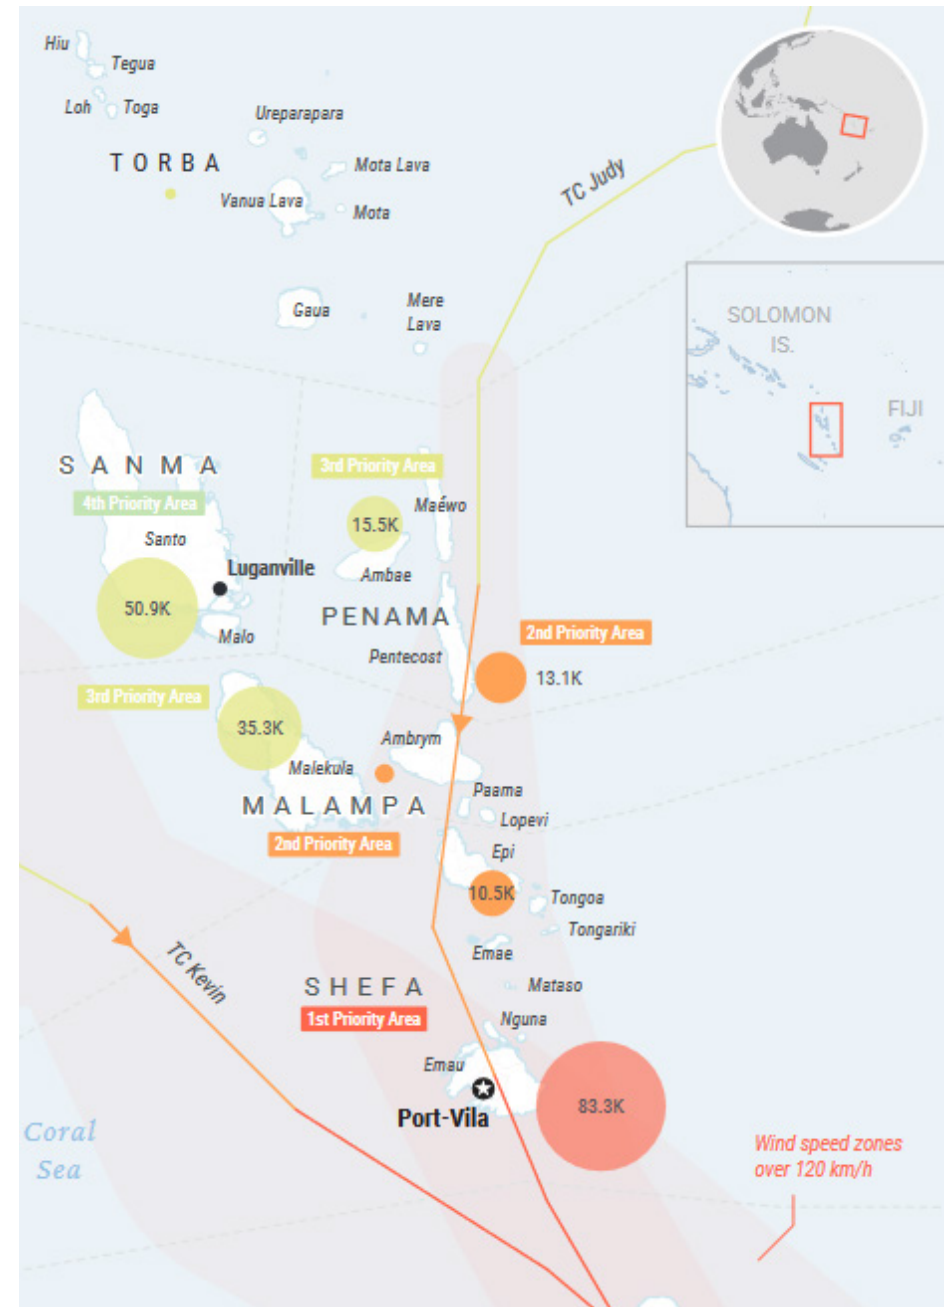 Hiu
Tegua
Loh
Toga
Ureparapara
TORBA
Mota Lava
Vanua Lava
Mota
TC Judy
Gaua
Mere
Lava
SOLOMON
IS.
FIJI
SANMA
4th Priority Area
3rd Priority Area
15.5K
Maéwo
Santo
Luganville
Ambae
50.9K
PENAMA
2nd Priority Area
Malo
Pentecost
13.1K
3rd Priority Area
35.3K
Ambrym
Malekula
MALAMPA
Paama
Lopevi
2nd Priority Area
Epi
10.5K
Tongoa
Tongariki
Emae
TC Kevin
SHEFA
Mataso
1st Priority Area
Nguna
Emau
Port-Vila
83.3K
Coral
Sea
Wind speed zones
over 120 km/h